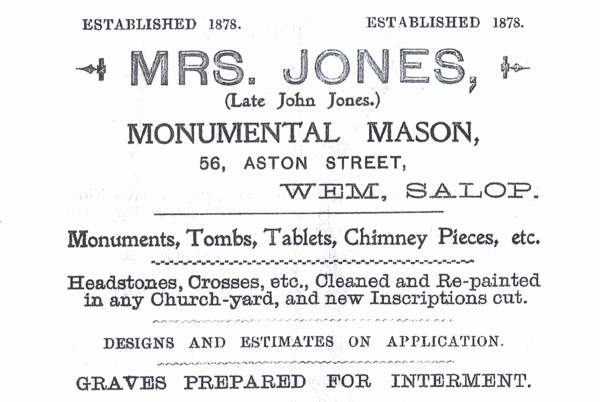 ESTABLISHED 1878. ESTABLISHED 1878.
MRS. JONES,
(Late John Jones.)
MONUMENTAL MASON,
56, ASTON STREET,
WEM, SALOP.
Monuments, Tombs, Tablets, Chimney Pieces, etc.
Headstones, Crosses, etc., Cleaned and Re-painted
in any Church-yard, and new Inscriptions cut.
DESIGNS AND ESTIMATES ON APPLICATION.
GRAVES PREPARED FOR INTERMENT.